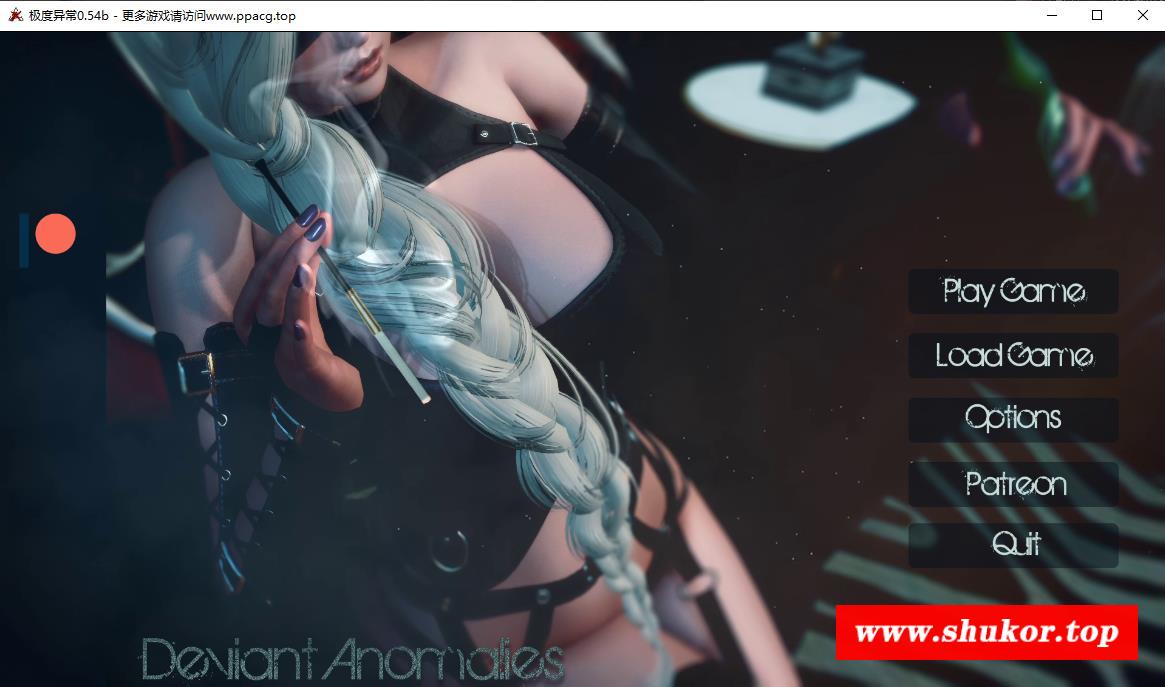 极度异常0.54b - 更多游戏请访问www.ppacg.top
Play Game
Load Game
Options
Patreon
Quit
www.shukor.top
Deviant Anomalies